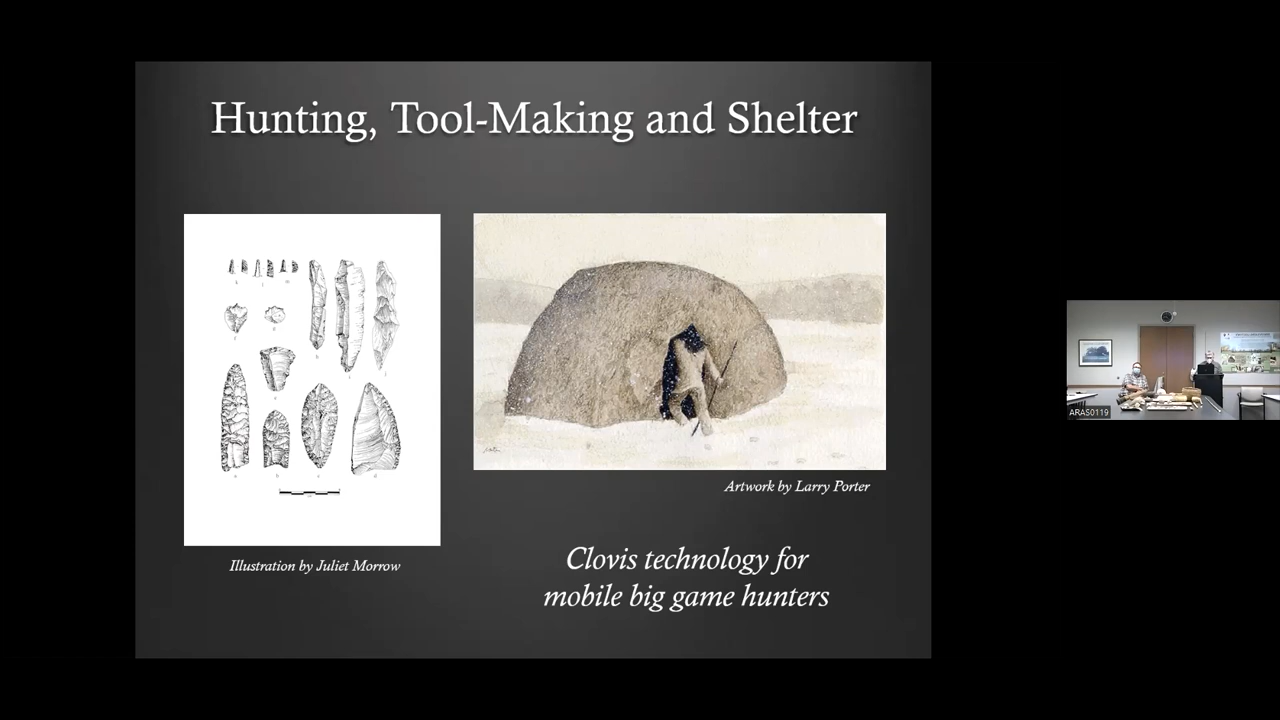 Hunting, Tool-Making and Shelter
Illustration by Juliet Morrow
Artwork by Larry Porter
Clovis technology for
mobile big game hunters
ARAS0119